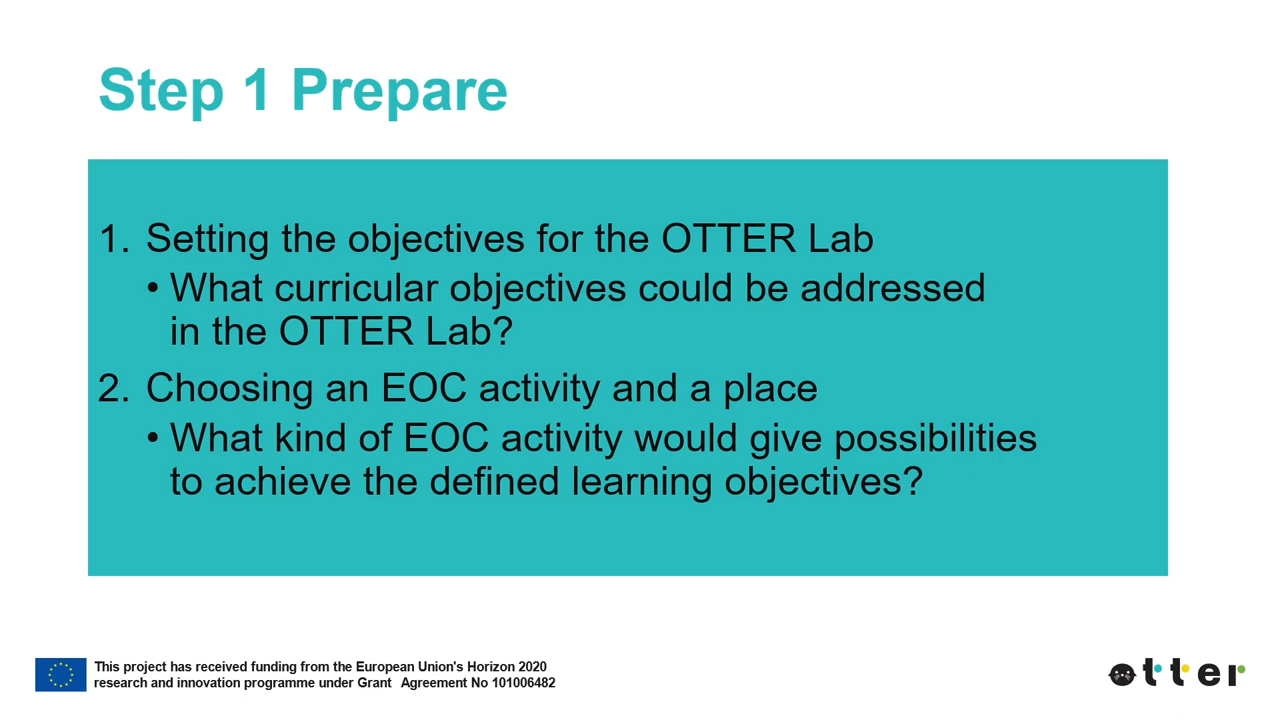 Step 1 Prepare
1. Setting the objectives for the OTTER Lab
• What curricular objectives could be addressed
in the OTTER Lab?
2. Choosing an EOC activity and a place
• What kind of EOC activity would give possibilities
to achieve the defined learning objectives?
This project has received funding from the European Union's Horizon 2020
research and innovation programme under Grant Agreement No 101006482
otter